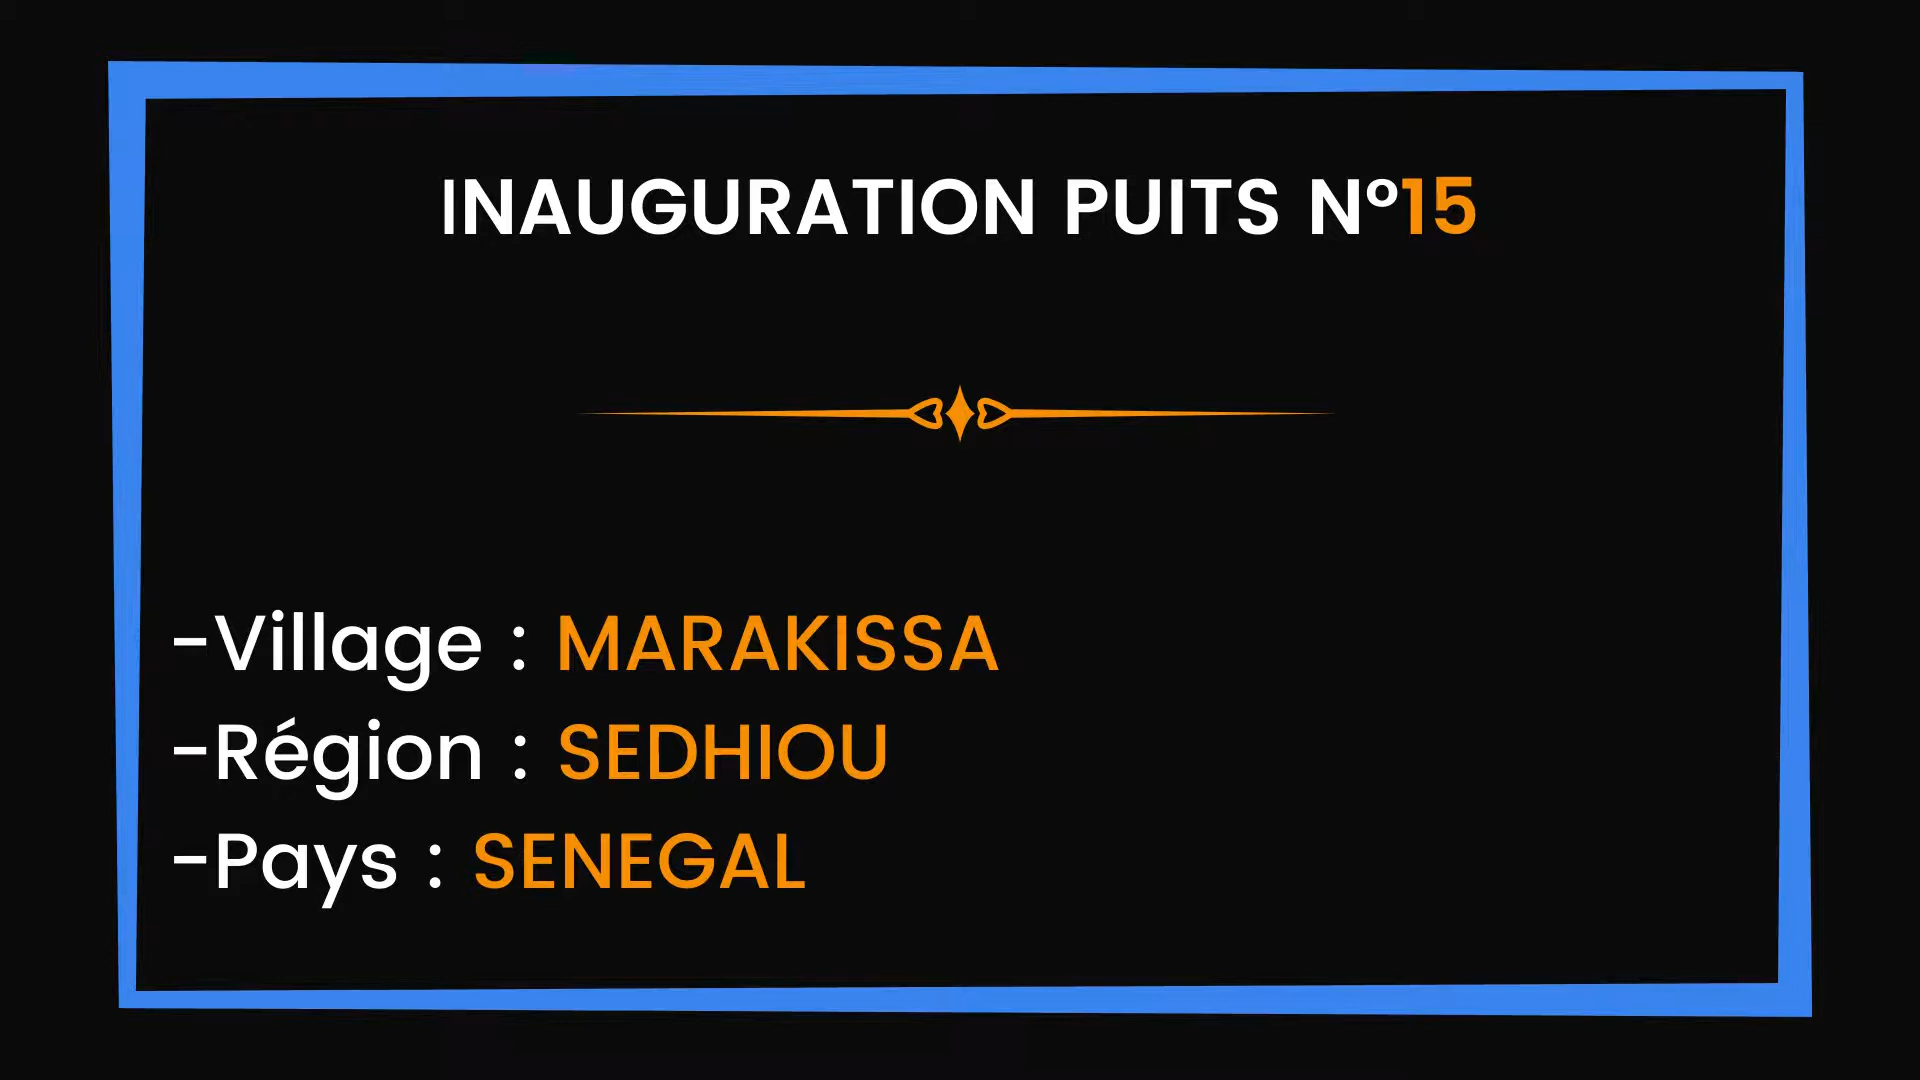 INAUGURATION PUITS N°15
-Village : MARAKISSA
-Région : SEDHIOU
-Pays : SENEGAL